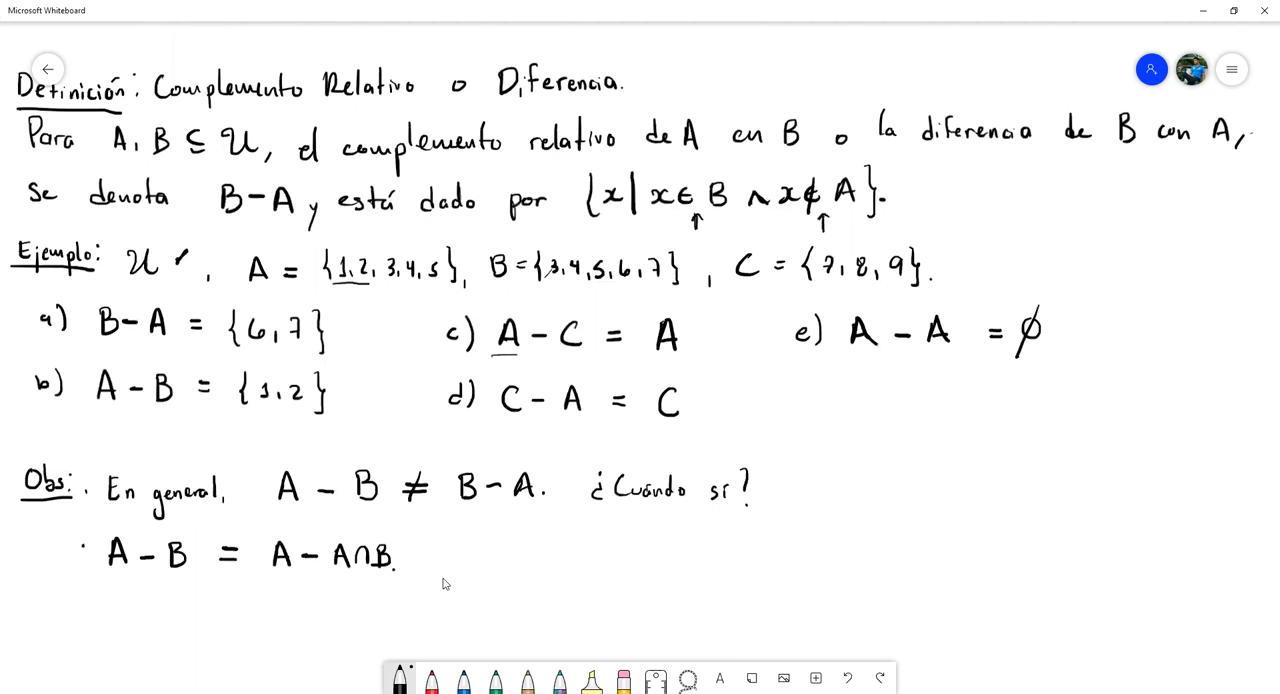 Microsoft Whiteboard
Definición: Complemento Relativo o Diferencia.
Para A, B ⊆ U, el complemento relativo de A en B o la diferencia de B con A,
se denota B-A y está dado por {x | x ∈ B ∧ x ∉ A}.
Ejemplo: U, A = {1,2,3,4,5}, B = {3,4,5,6,7}, C = {7,8,9}.
a) B-A = {6,7} c) A - C = A e) A - A = ∅
b) A - B = {1,2} d) C - A = C
Obs: · En general, A - B ≠ B - A. ¿Cuándo sí?
· A - B = A - A∩B.